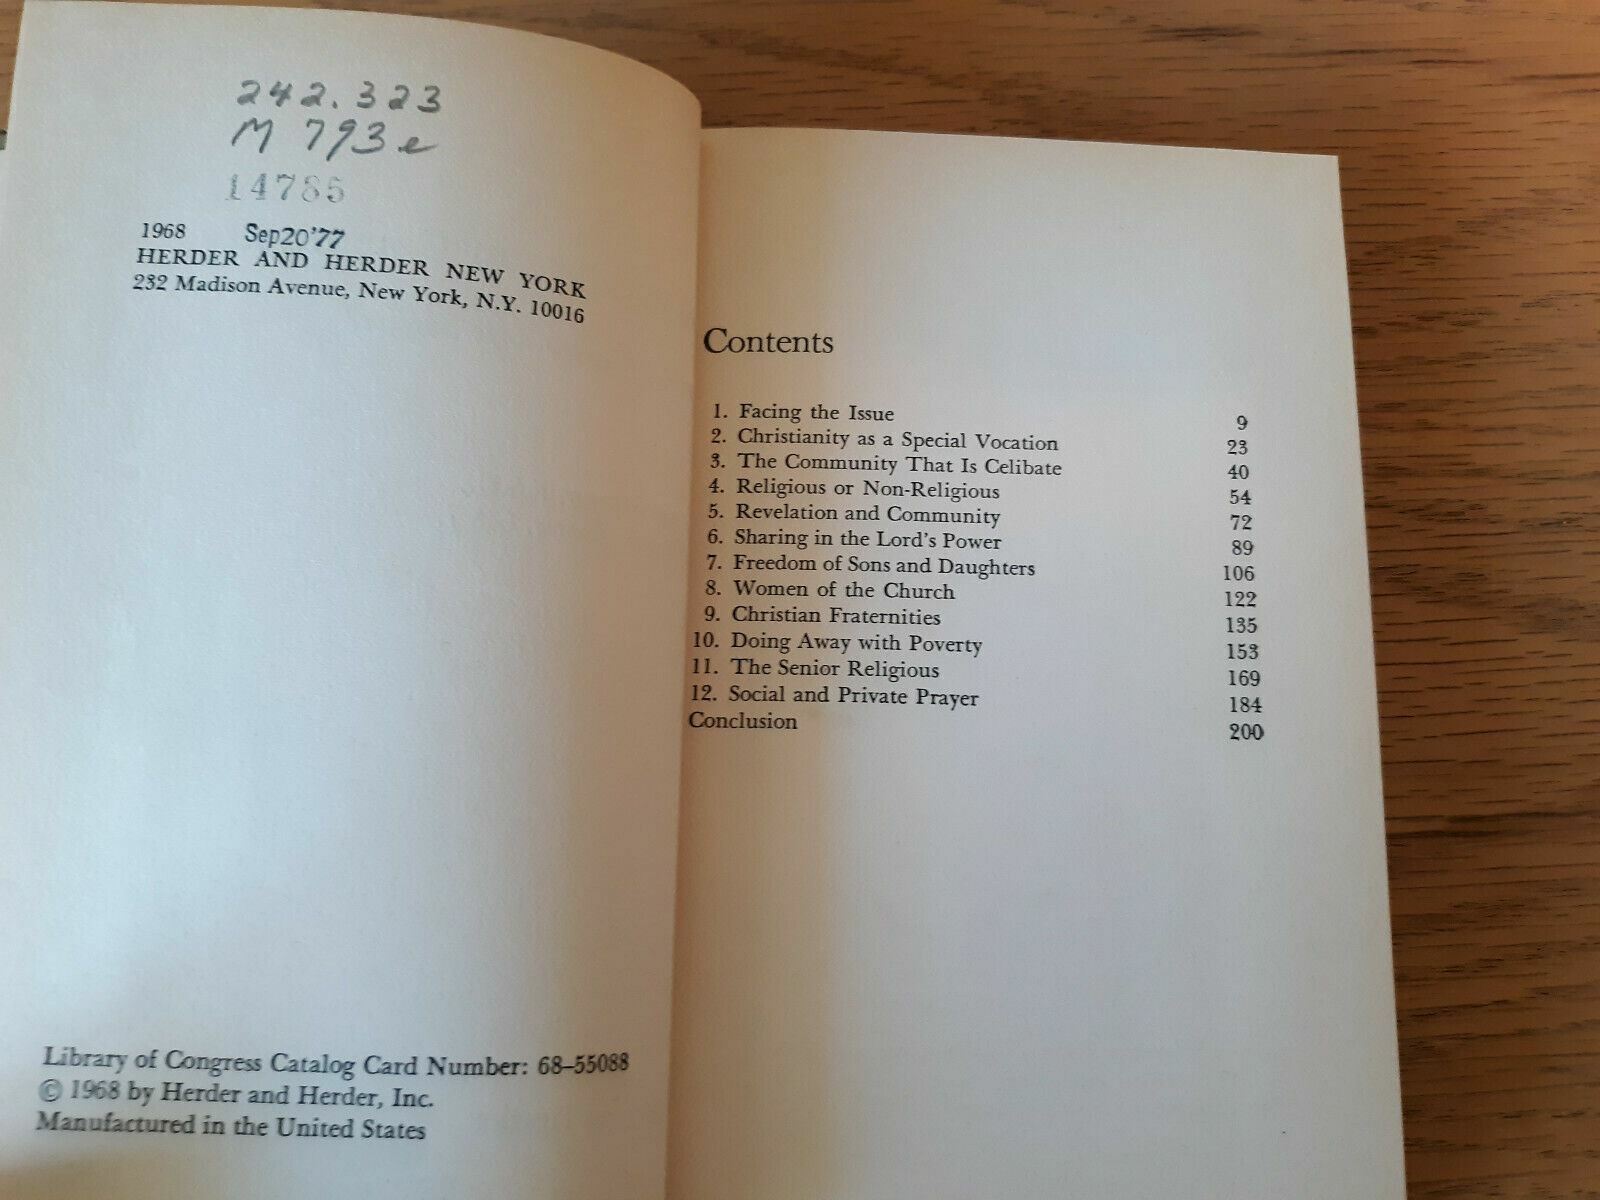 242.323
M 793e
14785
1968 Sep20'77
HERDER AND HERDER NEW YORK
232 Madison Avenue, New York, N.Y. 10016
Library of Congress Catalog Card Number: 68–55088
© 1968 by Herder and Herder, Inc.
Manufactured in the United States
Contents
1. Facing the Issue 9
2. Christianity as a Special Vocation 23
3. The Community That Is Celibate 40
4. Religious or Non-Religious 54
5. Revelation and Community 72
6. Sharing in the Lord's Power 89
7. Freedom of Sons and Daughters 106
8. Women of the Church 122
9. Christian Fraternities 135
10. Doing Away with Poverty 153
11. The Senior Religious 169
12. Social and Private Prayer 184
Conclusion 200